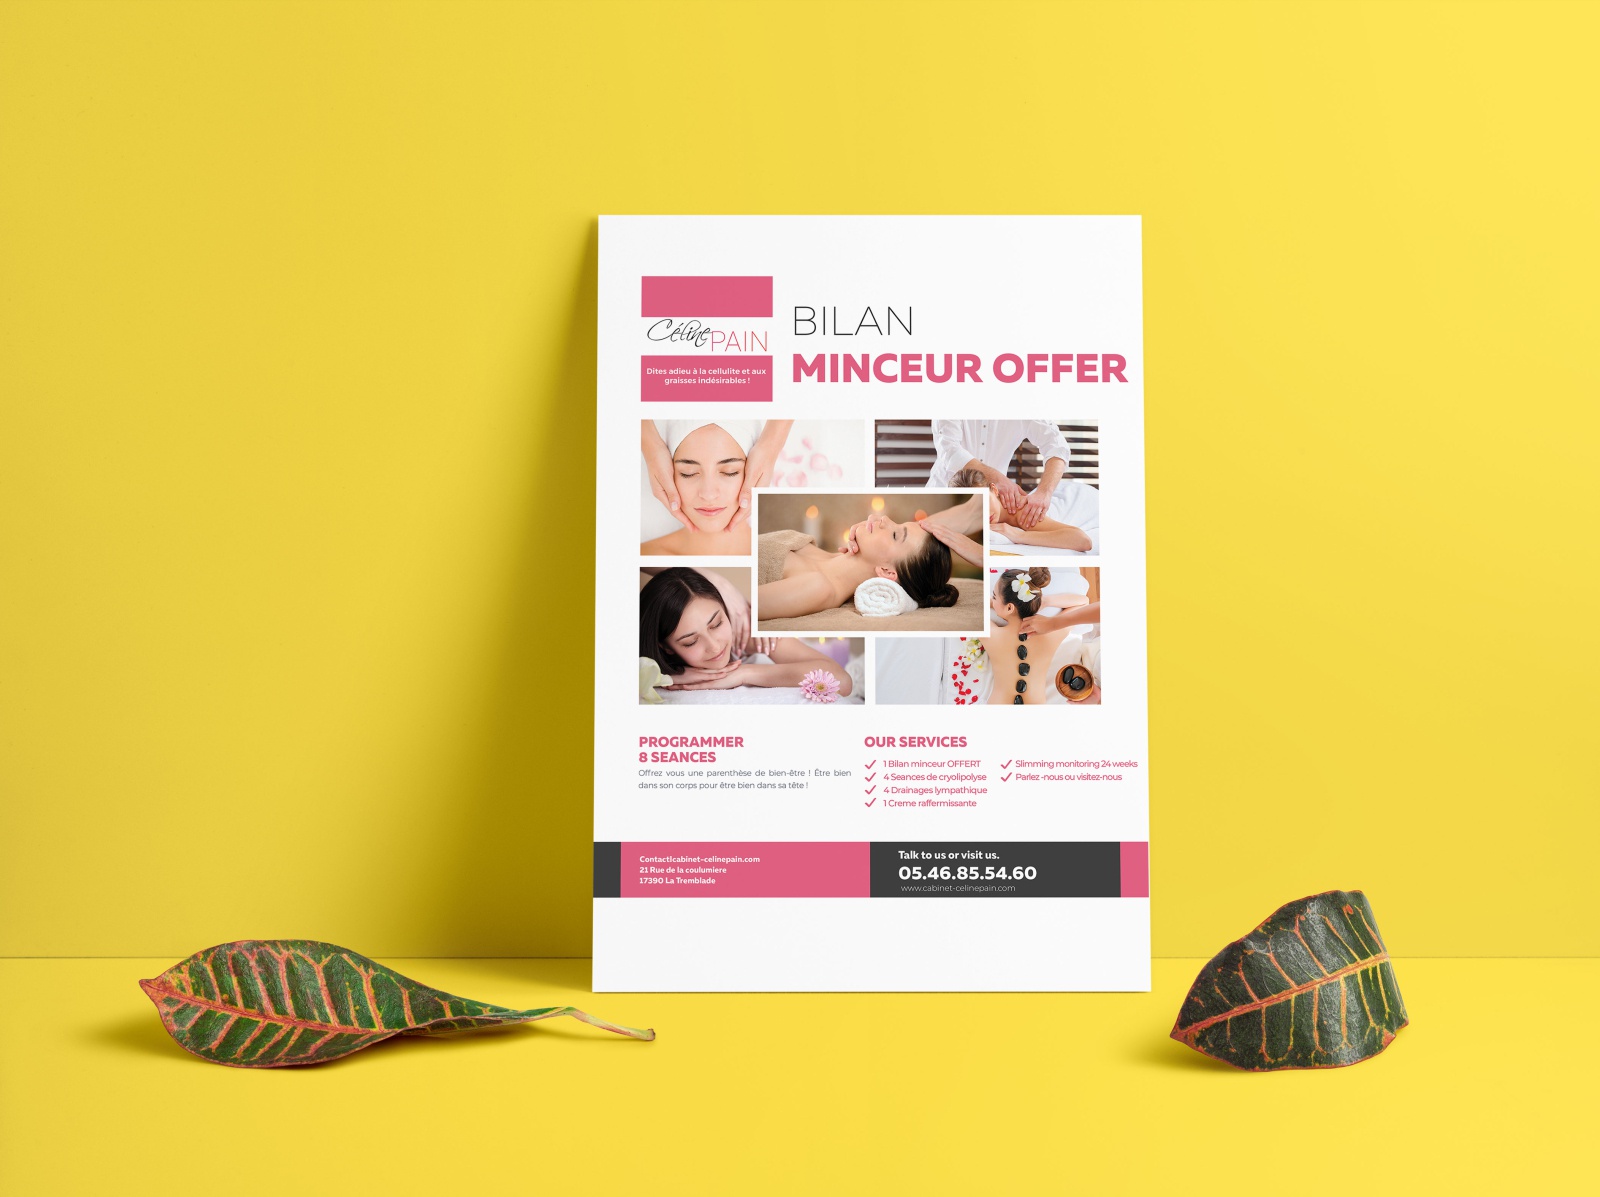 Céline PAIN
Dites adieu à la cellulite et aux
graisses indésirables !
BILAN
MINCEUR OFFER
PROGRAMMER
8 SEANCES
Offrez vous une parenthèse de bien-être ! Être bien
dans son corps pour être bien dans sa tête !
OUR SERVICES
1 Bilan minceur OFFERT
4 Seances de cryolipolyse
4 Drainages lympathique
1 Creme raffermissante
Slimming monitoring 24 weeks
Parlez -nous ou visitez-nous
Contact|cabinet-celinepain.com
21 Rue de la coulumiere
17390 La Tremblade
Talk to us or visit us.
05.46.85.54.60
www.cabinet-celinepain.com